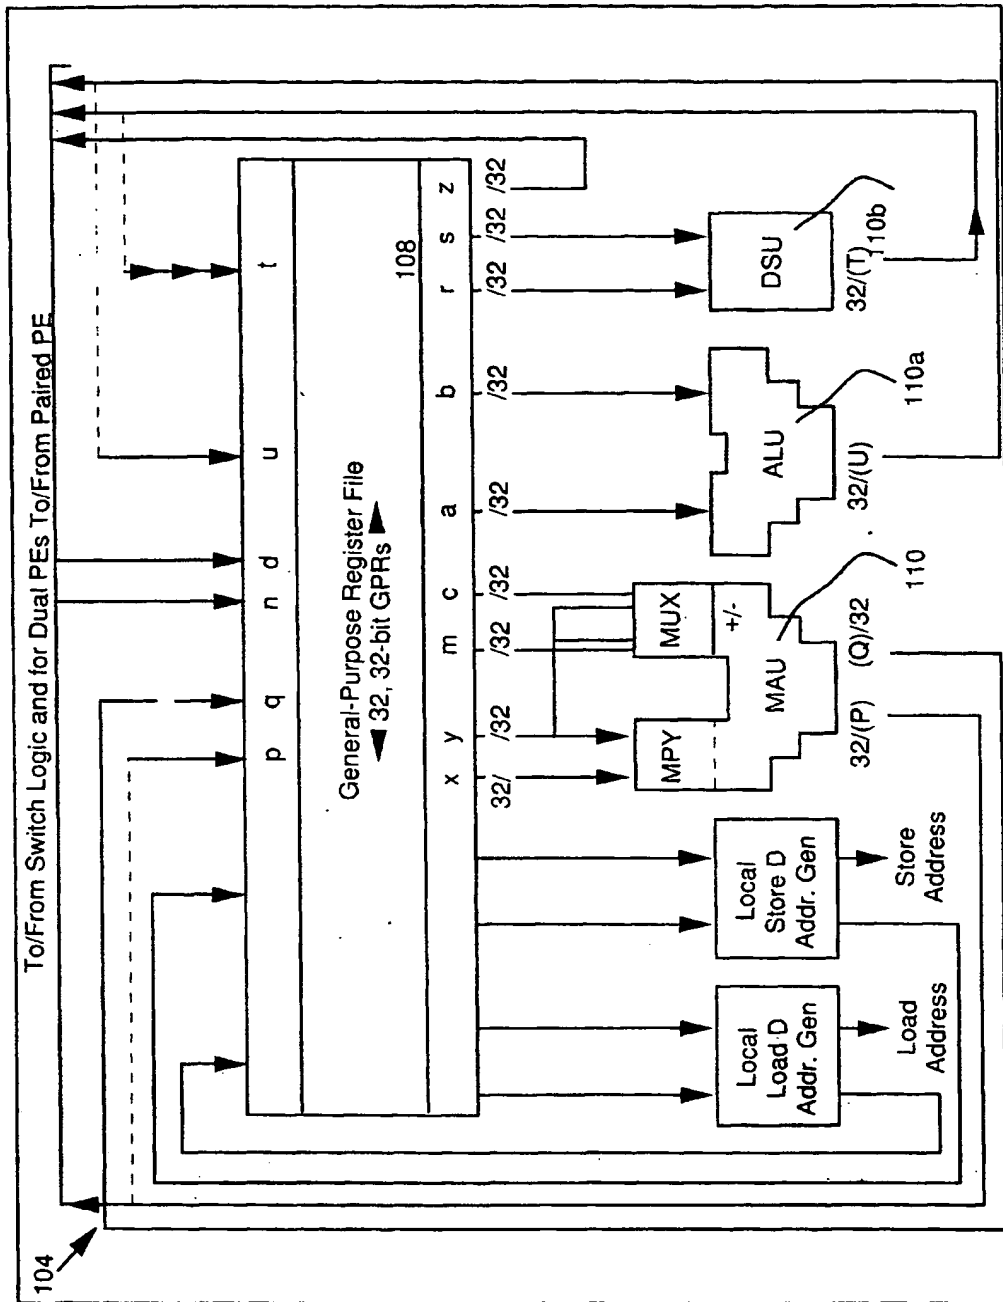 To/From Switch Logic and for Dual PEs To/From Paired PE
104
p q n d u t
General-Purpose Register File
32, 32-bit GPRs
108
x y m c a b r s z
32/ /32 /32 /32 /32 /32 /32 /32 /32
Local
Load D
Addr. Gen
Local
Store D
Addr. Gen
MPY
MUX
+/-
MAU
ALU
DSU
Load
Address
Store
Address
32/(P)
(Q)/32
110
32/(U)
110a
32/(T)
110b